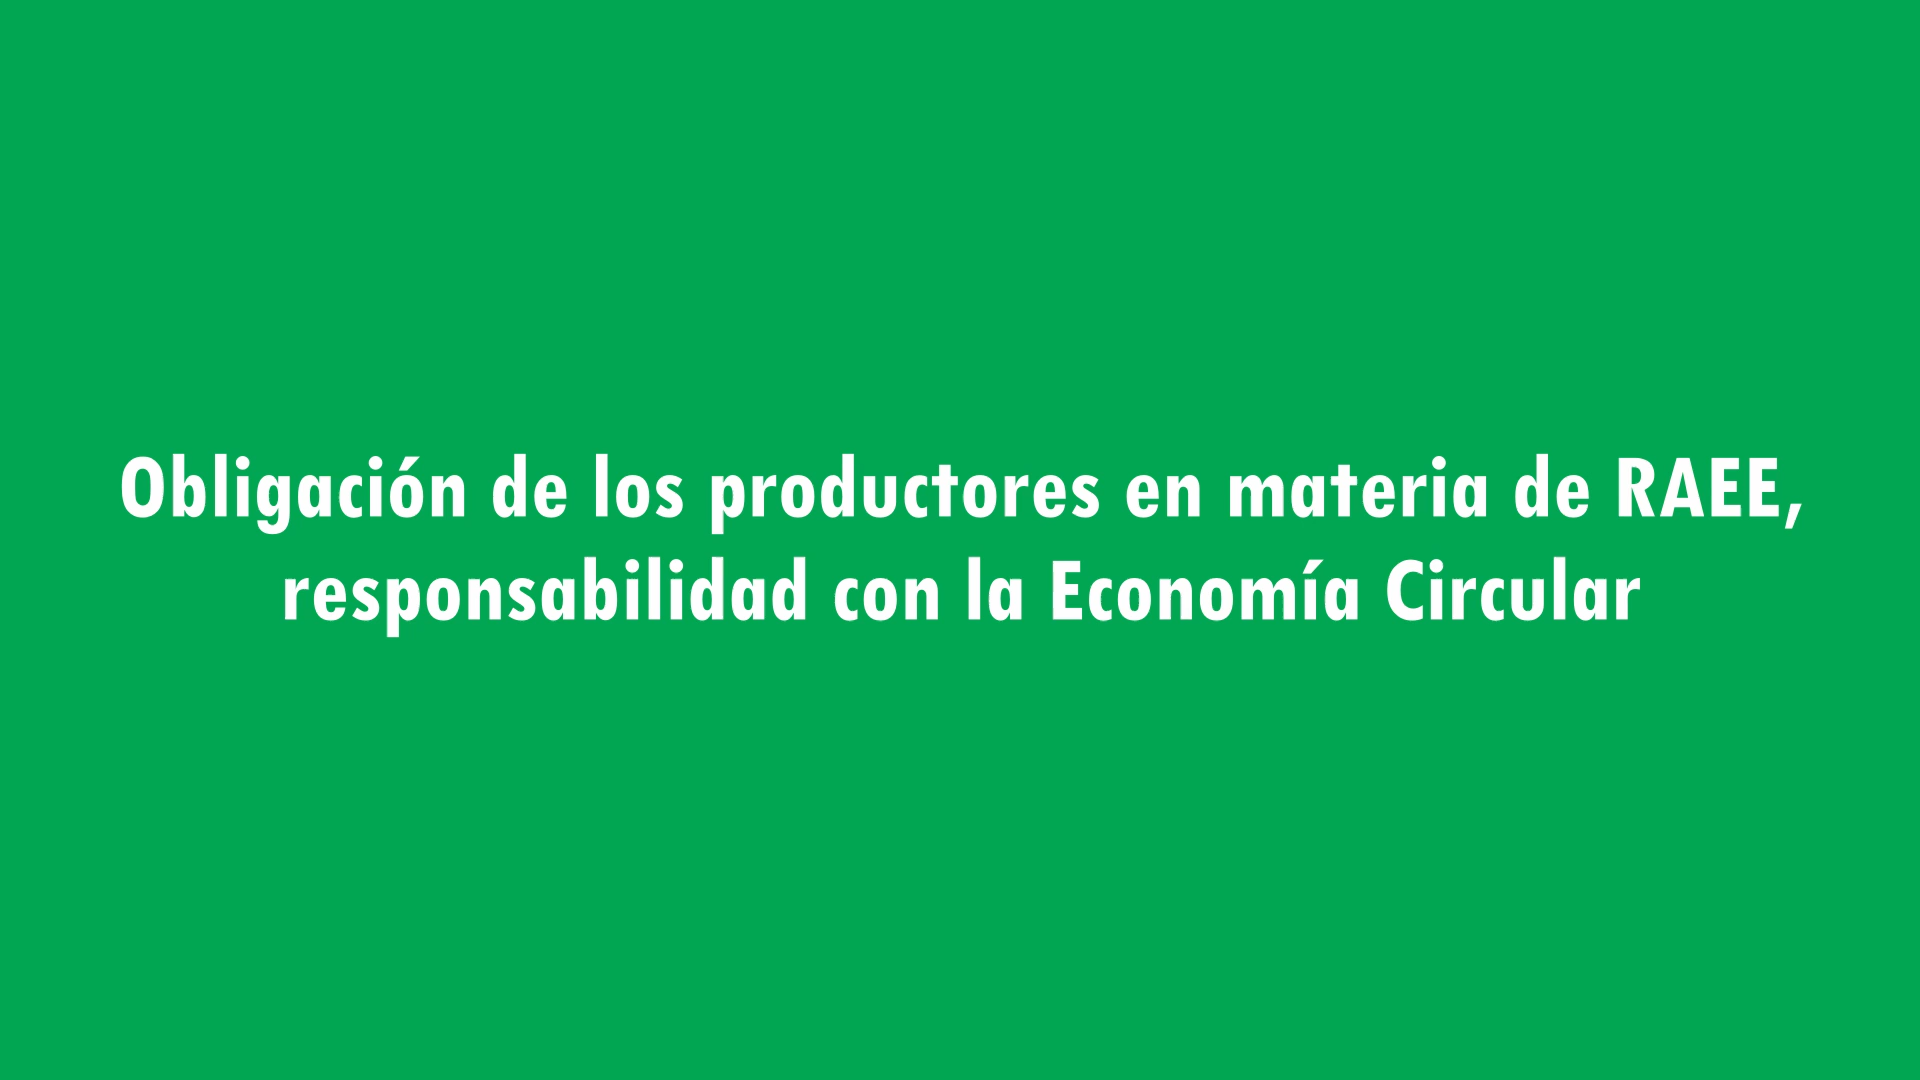 Obligación de los productores en materia de RAEE,
responsabilidad con la Economía Circular